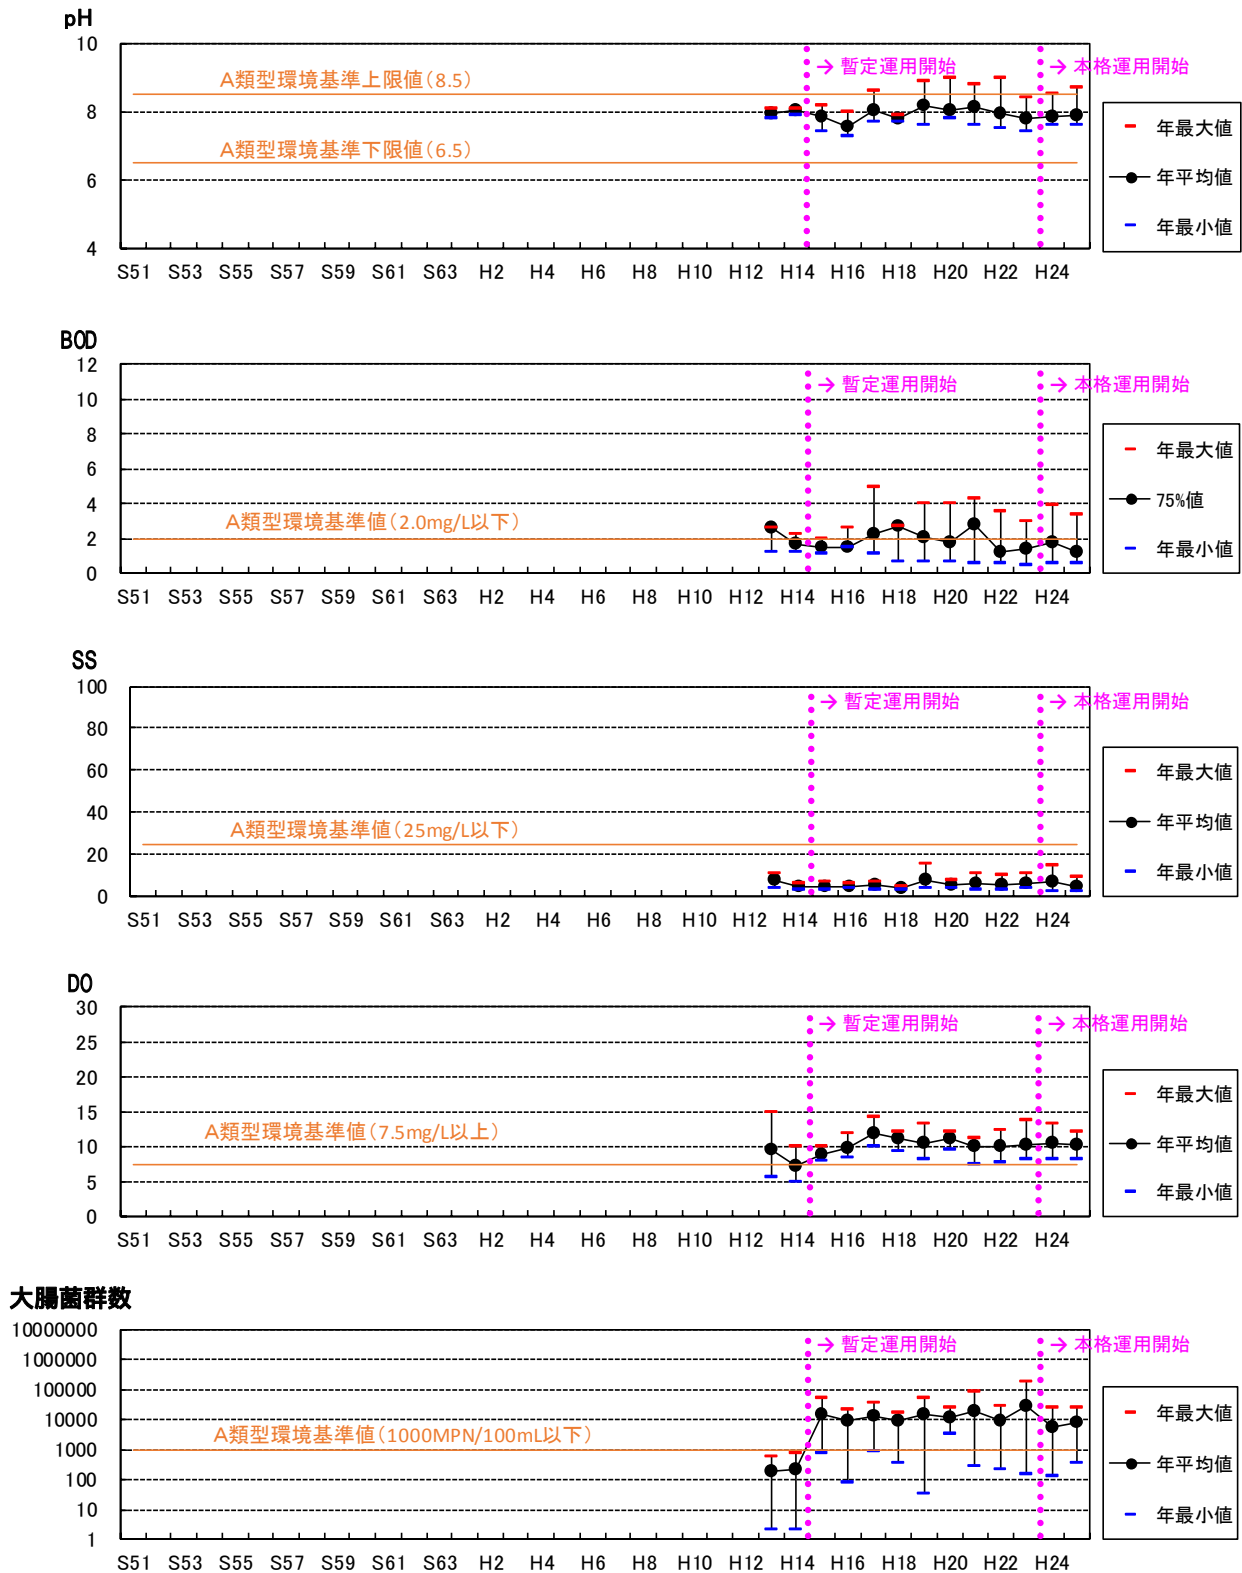 pH
10
8
6
4
A類型環境基準上限値(8.5)
A類型環境基準下限値(6.5)
→ 暫定運用開始
→ 本格運用開始
S51 S53 S55 S57 S59 S61 S63 H2 H4 H6 H8 H10 H12 H14 H16 H18 H20 H22 H24
年最大値
年平均値
年最小値
BOD
12
10
8
6
4
2
0
A類型環境基準値(2.0mg/L以下)
→ 暫定運用開始
→ 本格運用開始
S51 S53 S55 S57 S59 S61 S63 H2 H4 H6 H8 H10 H12 H14 H16 H18 H20 H22 H24
年最大値
75%値
年最小値
SS
100
80
60
40
20
0
A類型環境基準値(25mg/L以下)
→ 暫定運用開始
→ 本格運用開始
S51 S53 S55 S57 S59 S61 S63 H2 H4 H6 H8 H10 H12 H14 H16 H18 H20 H22 H24
年最大値
年平均値
年最小値
DO
30
25
20
15
10
5
0
A類型環境基準値(7.5mg/L以上)
→ 暫定運用開始
→ 本格運用開始
S51 S53 S55 S57 S59 S61 S63 H2 H4 H6 H8 H10 H12 H14 H16 H18 H20 H22 H24
年最大値
年平均値
年最小値
大腸菌群数
10000000
1000000
100000
10000
1000
100
10
1
A類型環境基準値(1000MPN/100mL以下)
→ 暫定運用開始
→ 本格運用開始
S51 S53 S55 S57 S59 S61 S63 H2 H4 H6 H8 H10 H12 H14 H16 H18 H20 H22 H24
年最大値
年平均値
年最小値